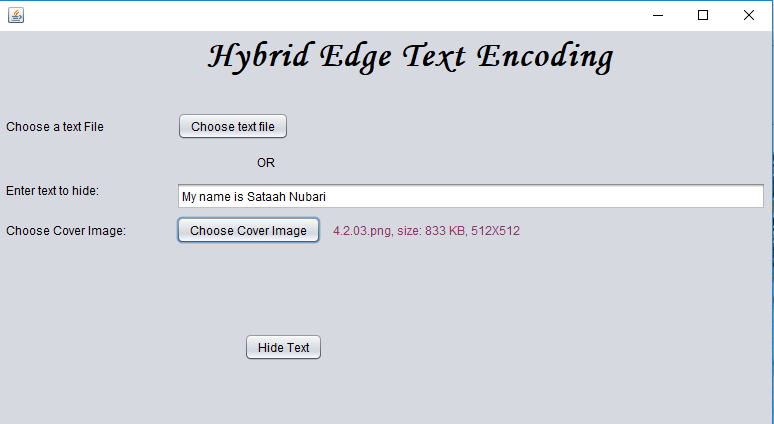 Hybrid Edge Text Encoding
Choose a text File Choose text file
OR
Enter text to hide: My name is Sataah Nubari
Choose Cover Image: Choose Cover Image 4.2.03.png, size: 833 KB, 512X512
Hide Text